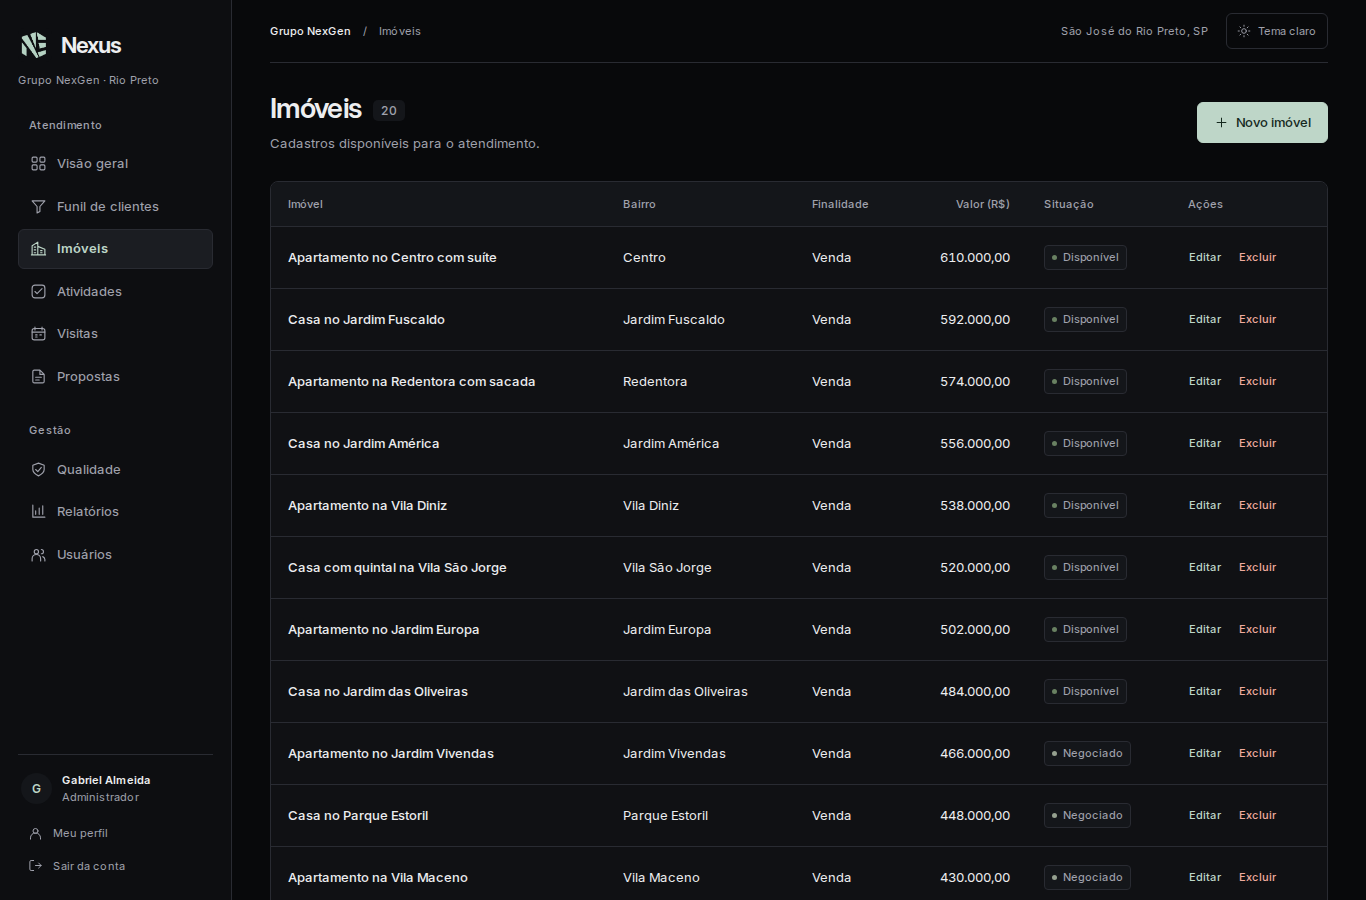 Nexus
Grupo NexGen · Rio Preto
Atendimento
Visão geral
Funil de clientes
Imóveis
Atividades
Visitas
Propostas
Gestão
Qualidade
Relatórios
Usuários
G
Gabriel Almeida
Administrador
Meu perfil
Sair da conta
Grupo NexGen / Imóveis
São José do Rio Preto, SP
Tema claro
Imóveis 20
Cadastros disponíveis para o atendimento.
+ Novo imóvel
Imóvel Bairro Finalidade Valor (R$) Situação Ações
Apartamento no Centro com suíte Centro Venda 610.000,00 Disponível Editar Excluir
Casa no Jardim Fuscaldo Jardim Fuscaldo Venda 592.000,00 Disponível Editar Excluir
Apartamento na Redentora com sacada Redentora Venda 574.000,00 Disponível Editar Excluir
Casa no Jardim América Jardim América Venda 556.000,00 Disponível Editar Excluir
Apartamento na Vila Diniz Vila Diniz Venda 538.000,00 Disponível Editar Excluir
Casa com quintal na Vila São Jorge Vila São Jorge Venda 520.000,00 Disponível Editar Excluir
Apartamento no Jardim Europa Jardim Europa Venda 502.000,00 Disponível Editar Excluir
Casa no Jardim das Oliveiras Jardim das Oliveiras Venda 484.000,00 Disponível Editar Excluir
Apartamento no Jardim Vivendas Jardim Vivendas Venda 466.000,00 Negociado Editar Excluir
Casa no Parque Estoril Parque Estoril Venda 448.000,00 Negociado Editar Excluir
Apartamento na Vila Maceno Vila Maceno Venda 430.000,00 Negociado Editar Excluir